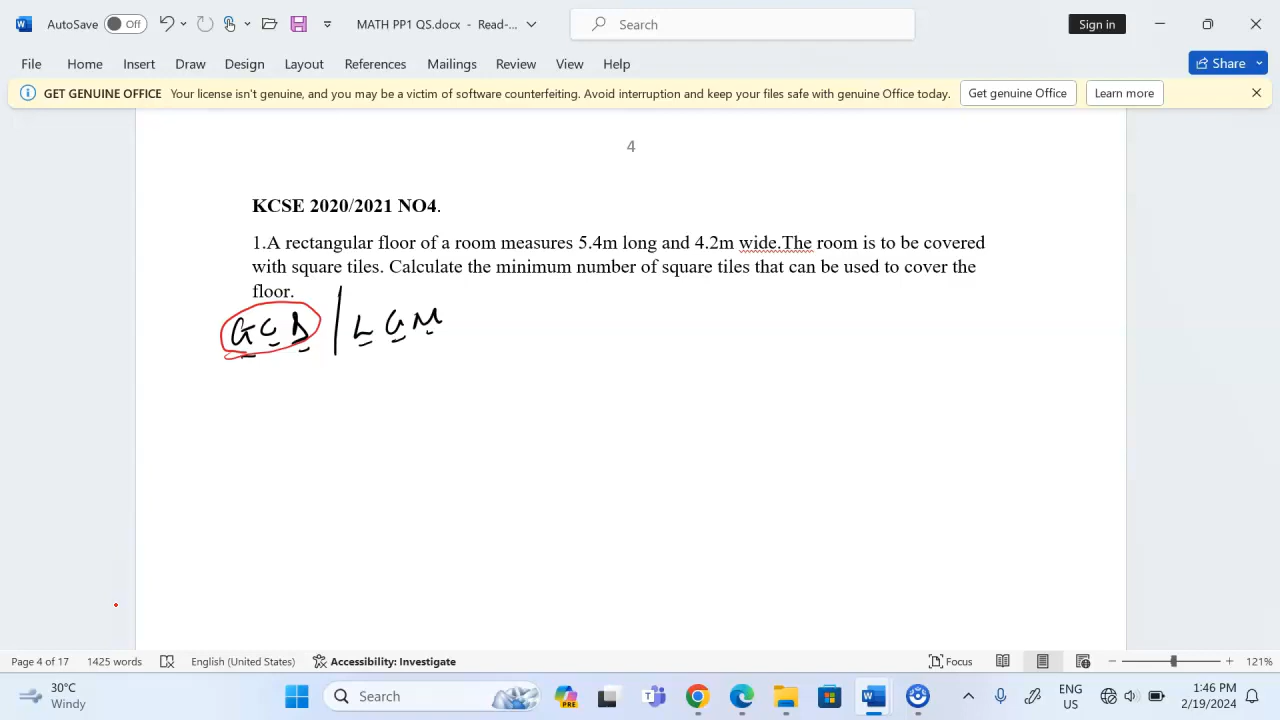 AutoSave Off MATH PP1 QS.docx - Read-... Search Sign in
File Home Insert Draw Design Layout References Mailings Review View Help Share
GET GENUINE OFFICE Your license isn't genuine, and you may be a victim of software counterfeiting. Avoid interruption and keep your files safe with genuine Office today. Get genuine Office Learn more
4
KCSE 2020/2021 NO4.
1.A rectangular floor of a room measures 5.4m long and 4.2m wide.The room is to be covered
with square tiles. Calculate the minimum number of square tiles that can be used to cover the
floor.
GCD | LCM
Page 4 of 17 1425 words English (United States) Accessibility: Investigate Focus 121%
30°C
Windy
Search
PRE
ENG
US
1:46 PM
2/19/2024